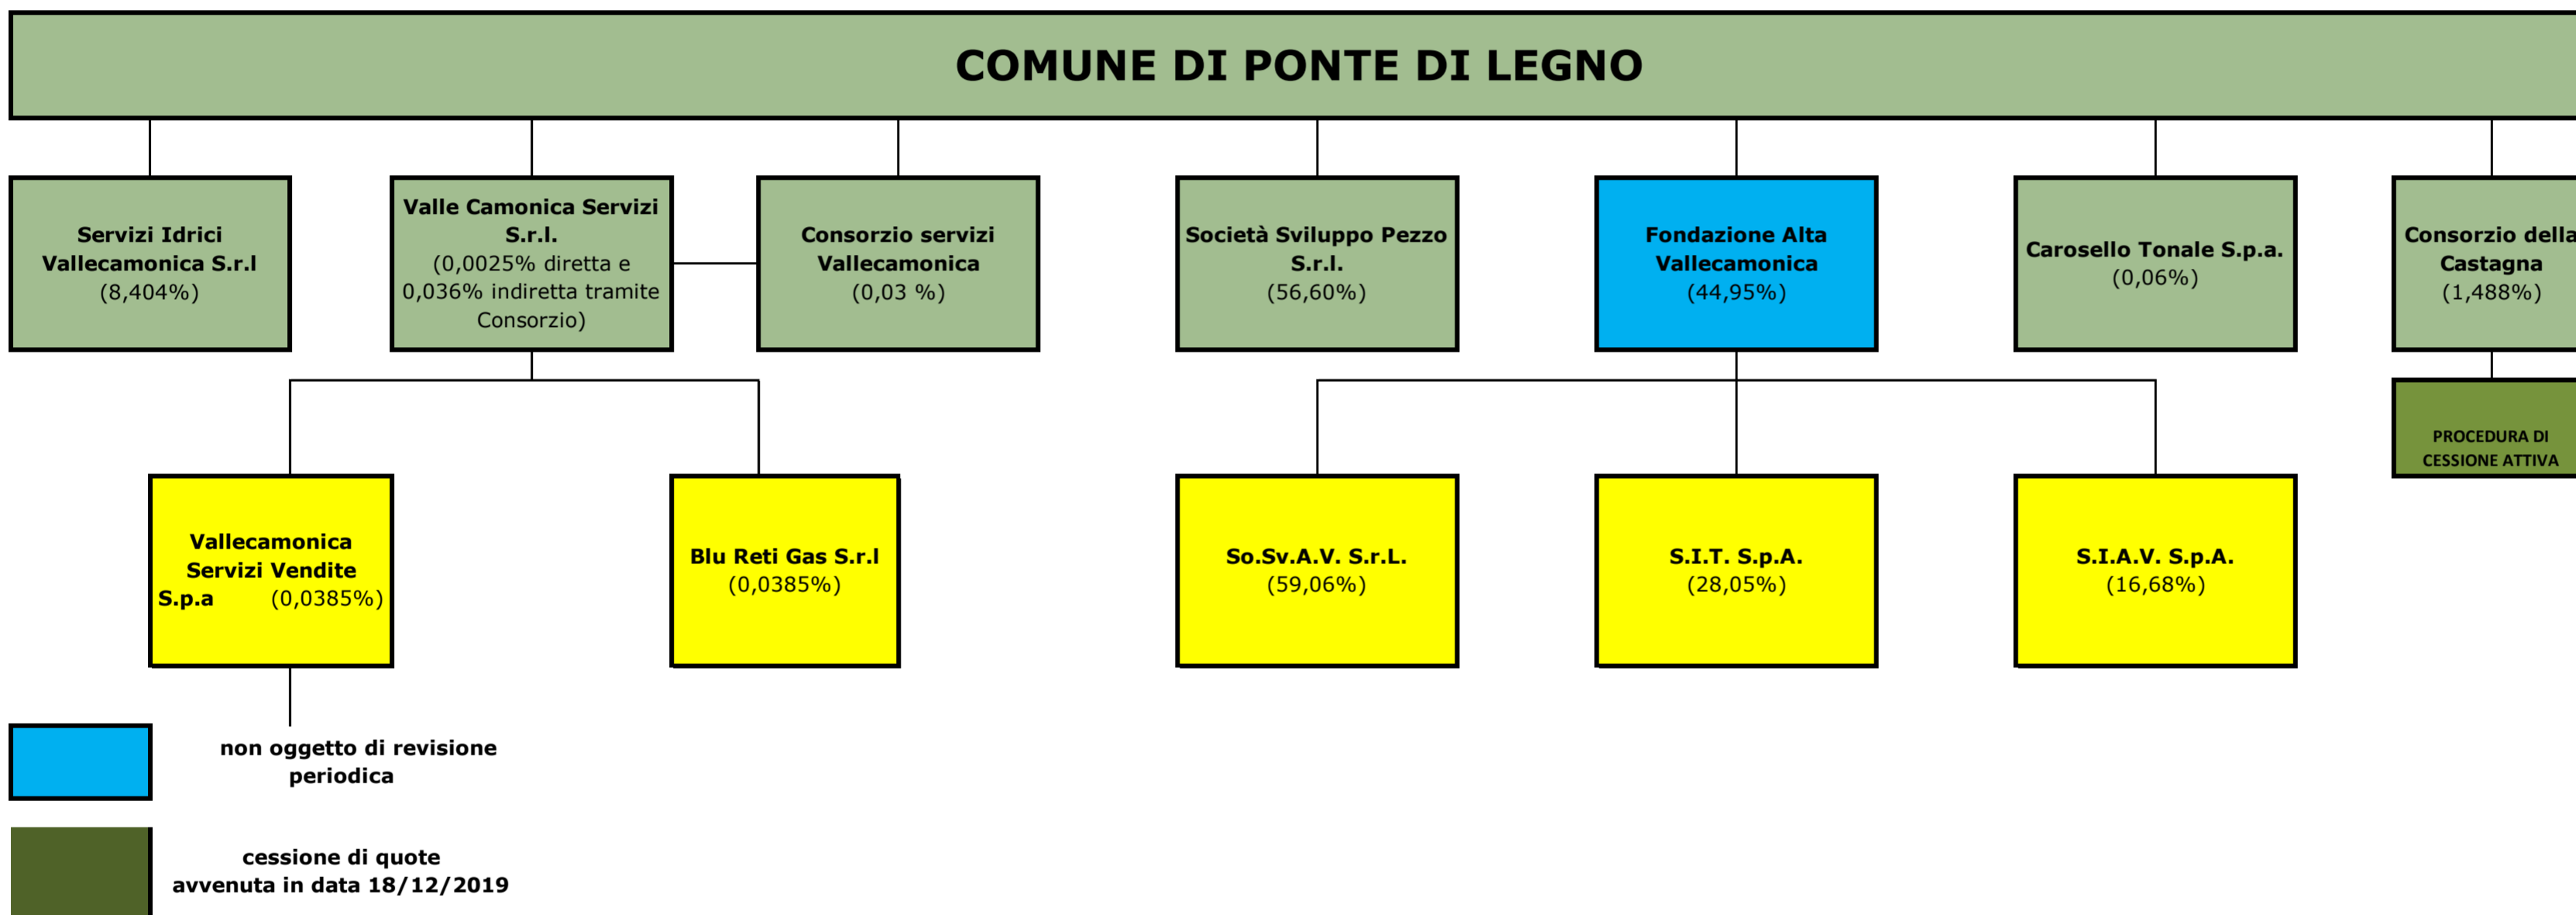 COMUNE DI PONTE DI LEGNO
Servizi Idrici
Vallecamonica S.r.l
(8,404%)
Valle Camonica Servizi
S.r.l.
(0,0025% diretta e
0,036% indiretta tramite
Consorzio)
Consorzio servizi
Vallecamonica
(0,03 %)
Società Sviluppo Pezzo
S.r.l.
(56,60%)
Fondazione Alta
Vallecamonica
(44,95%)
Carosello Tonale S.p.a.
(0,06%)
Consorzio della
Castagna
(1,488%)
PROCEDURA DI
CESSIONE ATTIVA
Vallecamonica
Servizi Vendite
S.p.a (0,0385%)
Blu Reti Gas S.r.l
(0,0385%)
So.Sv.A.V. S.r.L.
(59,06%)
S.I.T. S.p.A.
(28,05%)
S.I.A.V. S.p.A.
(16,68%)
non oggetto di revisione
periodica
cessione di quote
avvenuta in data 18/12/2019